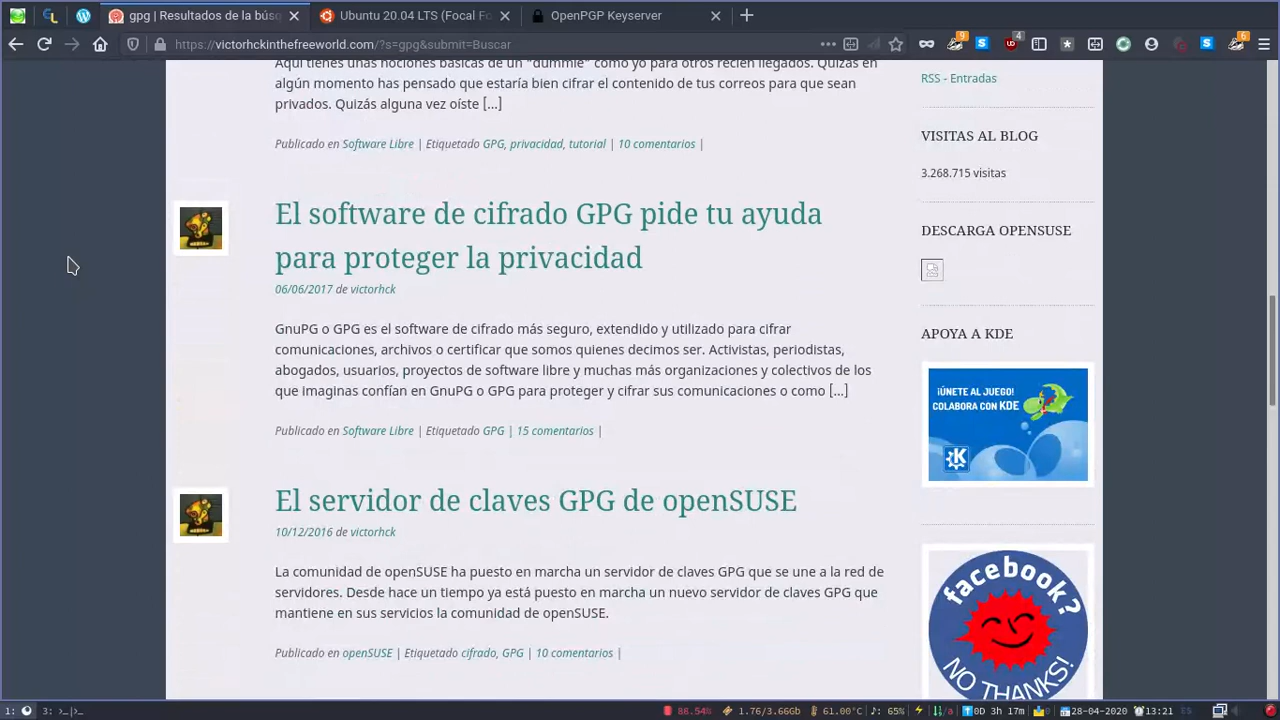 gpg | Resultados de la búsq
Ubuntu 20.04 LTS (Focal Fo
OpenPGP Keyserver
https://victorhckinthefreeworld.com/?s=gpg&submit=Buscar
9
4
6
Aquí tienes unas nociones básicas de un "dummie" como yo para otros recién llegados. Quizás en
algún momento has pensado que estaría bien cifrar el contenido de tus correos para que sean
privados. Quizás alguna vez oíste [...]
Publicado en Software Libre | Etiquetado GPG, privacidad, tutorial | 10 comentarios |
El software de cifrado GPG pide tu ayuda
para proteger la privacidad
06/06/2017 de victorhck
GnuPG o GPG es el software de cifrado más seguro, extendido y utilizado para cifrar
comunicaciones, archivos o certificar que somos quienes decimos ser. Activistas, periodistas,
abogados, usuarios, proyectos de software libre y muchas más organizaciones y colectivos de los
que imaginas confían en GnuPG o GPG para proteger y cifrar sus comunicaciones o como [...]
Publicado en Software Libre | Etiquetado GPG | 15 comentarios |
El servidor de claves GPG de openSUSE
10/12/2016 de victorhck
La comunidad de openSUSE ha puesto en marcha un servidor de claves GPG que se une a la red de
servidores. Desde hace un tiempo ya está puesto en marcha un nuevo servidor de claves GPG que
mantiene en sus servicios la comunidad de openSUSE.
Publicado en openSUSE | Etiquetado cifrado, GPG | 10 comentarios |
RSS - Entradas
VISITAS AL BLOG
3.268.715 visitas
DESCARGA OPENSUSE
APOYA A KDE
¡ÚNETE AL JUEGO!
COLABORA CON KDE
K
facebook?
NO THANKS!
1:
3: >_|>_
88.54%
1.76/3.66Gb
61.00°C
: 65%
/a
0D 3h 17m
:0
28-04-2020
13:21
ES